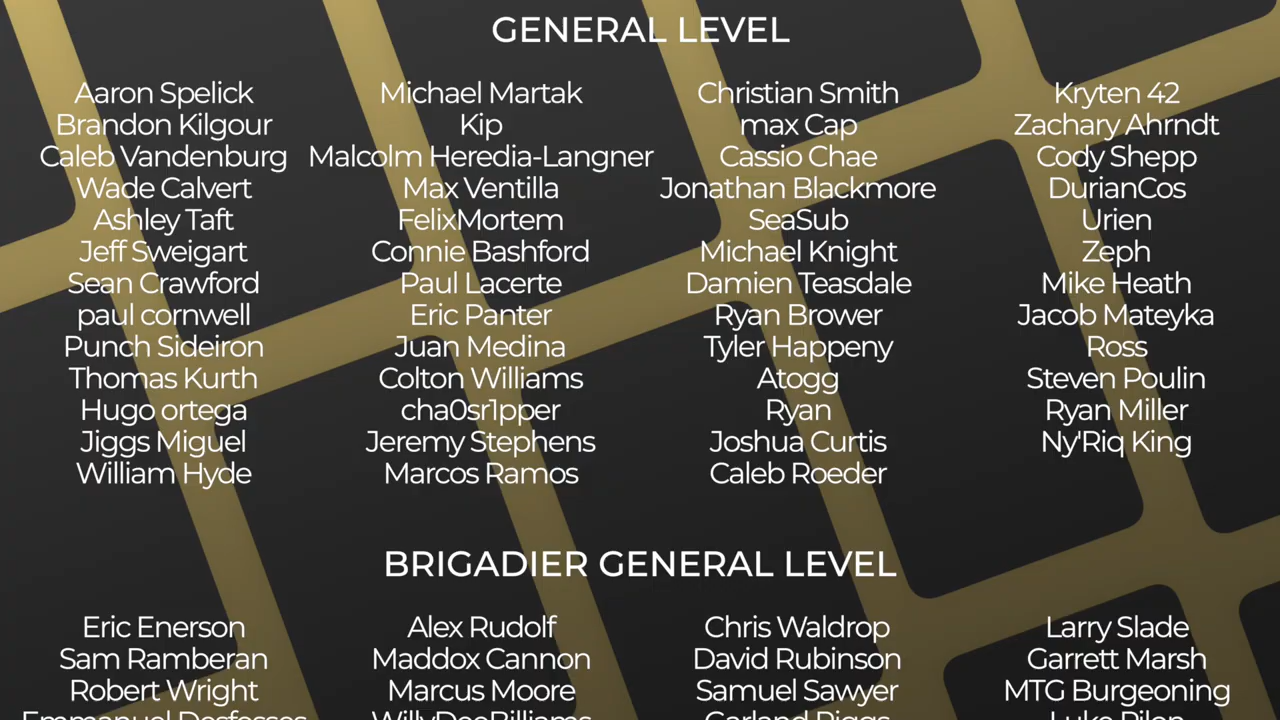 GENERAL LEVEL
Aaron Spelick Michael Martak Christian Smith Kryten 42
Brandon Kilgour Kip max Cap Zachary Ahrndt
Caleb Vandenburg Malcolm Heredia-Langner Cassio Chae Cody Shepp
Wade Calvert Max Ventilla Jonathan Blackmore DurianCos
Ashley Taft FelixMortem SeaSub Urien
Jeff Sweigart Connie Bashford Michael Knight Zeph
Sean Crawford Paul Lacerte Damien Teasdale Mike Heath
paul cornwell Eric Panter Ryan Brower Jacob Mateyka
Punch Sideiron Juan Medina Tyler Happeny Ross
Thomas Kurth Colton Williams Atogg Steven Poulin
Hugo ortega cha0sr1pper Ryan Ryan Miller
Jiggs Miguel Jeremy Stephens Joshua Curtis Ny'Riq King
William Hyde Marcos Ramos Caleb Roeder
BRIGADIER GENERAL LEVEL
Eric Enerson Alex Rudolf Chris Waldrop Larry Slade
Sam Ramberan Maddox Cannon David Rubinson Garrett Marsh
Robert Wright Marcus Moore Samuel Sawyer MTG Burgeoning
Emmanuel Garland Luke